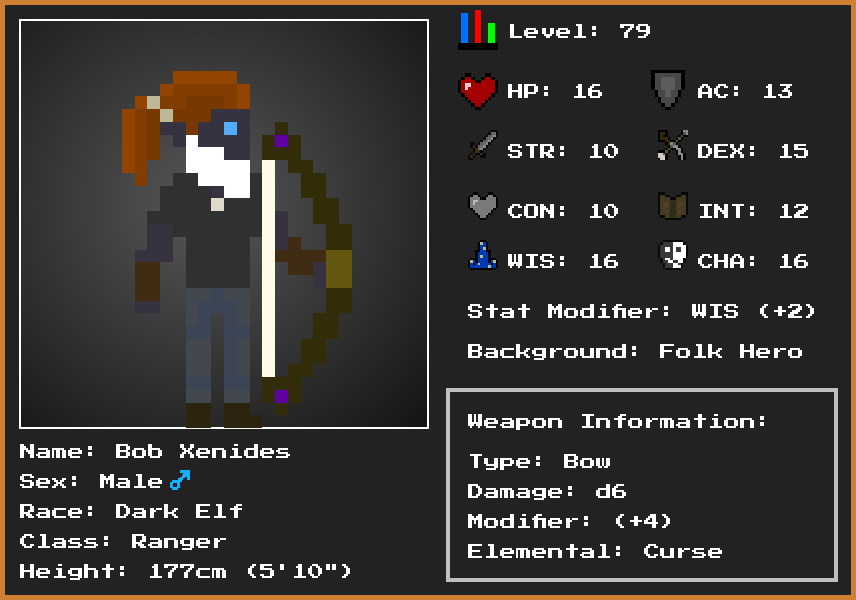 Level: 79
HP: 16 AC: 13
STR: 10 DEX: 15
CON: 10 INT: 12
WIS: 16 CHA: 16
Stat Modifier: WIS (+2)
Background: Folk Hero
Weapon Information:
Type: Bow
Damage: d6
Modifier: (+4)
Elemental: Curse
Name: Bob Xenides
Sex: Male ♂
Race: Dark Elf
Class: Ranger
Height: 177cm (5'10")